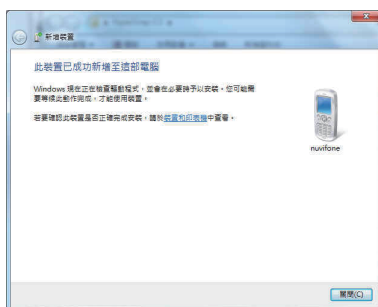 新增裝置
此裝置已成功新增至這部電腦
Windows 現在正在檢查驅動程式，並會在必要時予以安裝。您可能需
要等候此動作完成，才能使用裝置。
若要確認此裝置是否正確完成安裝，請於裝置和印表機中查看。
nuvifone
關閉(C)